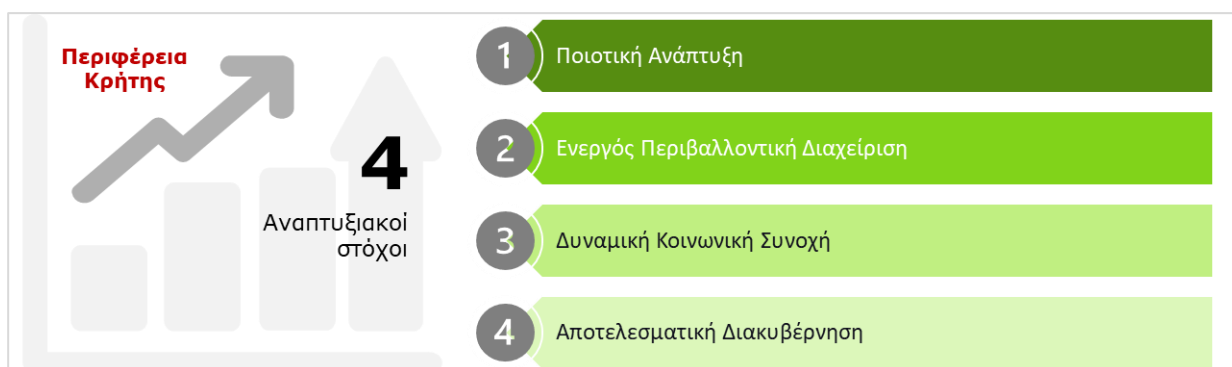 Περιφέρεια
Κρήτης
4
Αναπτυξιακοί
στόχοι
1 Ποιοτική Ανάπτυξη
2 Ενεργός Περιβαλλοντική Διαχείριση
3 Δυναμική Κοινωνική Συνοχή
4 Αποτελεσματική Διακυβέρνηση